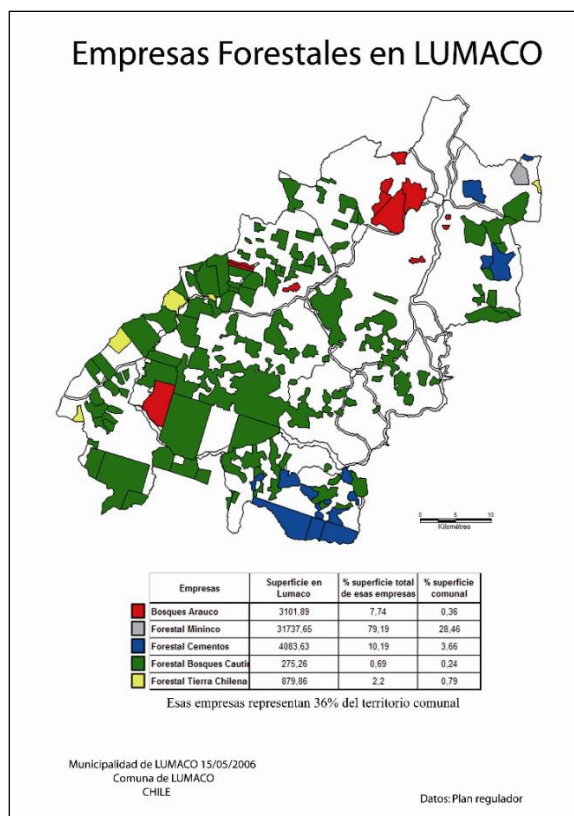 Empresas Forestales en LUMACO
0 5 10
Kilomètres
Empresas Superficie en Lumaco % superficie total de esas empresas % superficie comunal
Bosques Arauco 3101,89 7,74 0,36
Forestal Mininco 31737,65 79,19 28,46
Forestal Cementos 4083,63 10,19 3,66
Forestal Bosques Cautin 275,26 0,69 0,24
Forestal Tierra Chilena 879,86 2,2 0,79
Esas empresas representan 36% del territorio comunal
Municipalidad de LUMACO 15/05/2006
Comuna de LUMACO
CHILE
Datos: Plan regulador